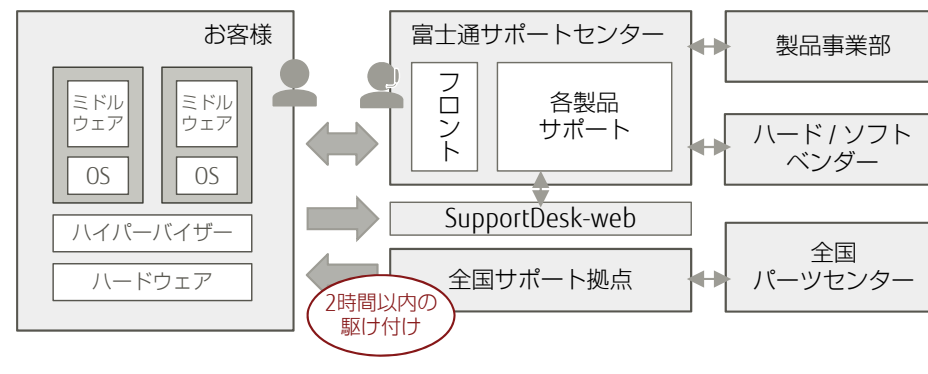 お客様
ミドル
ウェア
OS
ミドル
ウェア
OS
ハイパーバイザー
ハードウェア
富士通サポートセンター
フロント
各製品
サポート
SupportDesk-web
全国サポート拠点
2時間以内の
駆け付け
製品事業部
ハード / ソフト
ベンダー
全国
パーツセンター